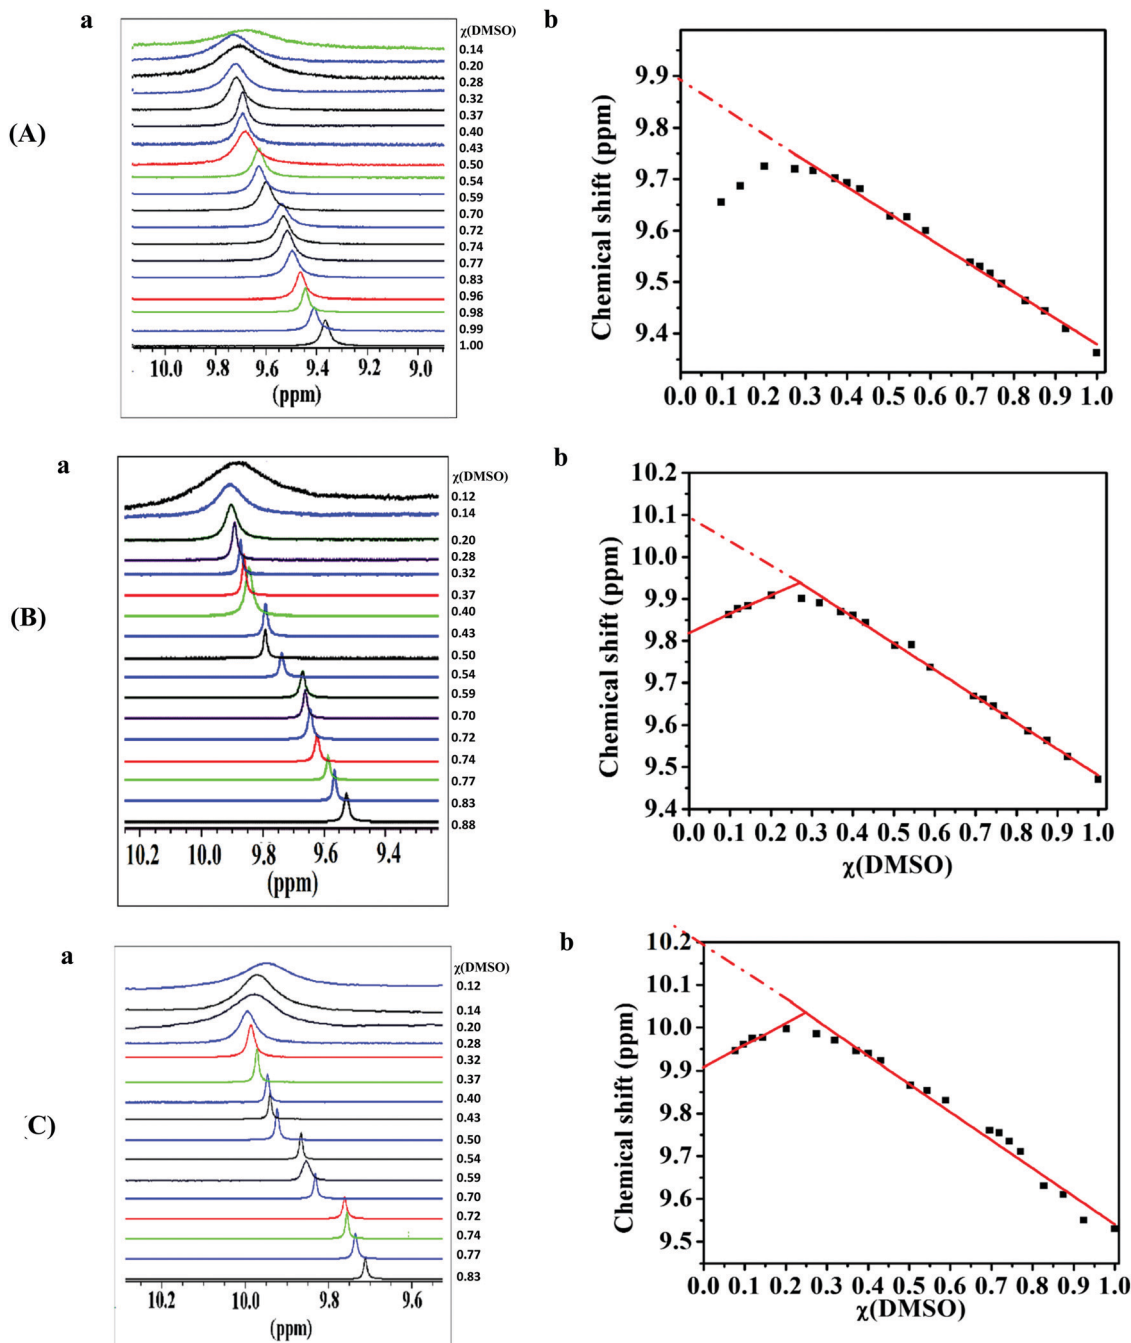 a
χ(DMSO)
0.14
0.20
0.28
0.32
0.37
0.40
0.43
0.50
0.54
0.59
0.70
0.72
0.74
0.77
0.83
0.96
0.98
0.99
1.00
10.0 9.8 9.6 9.4 9.2 9.0
(ppm)
(A)
b
Chemical shift (ppm)
9.9
9.8
9.7
9.6
9.5
9.4
0.0 0.1 0.2 0.3 0.4 0.5 0.6 0.7 0.8 0.9 1.0
a
χ(DMSO)
0.12
0.14
0.20
0.28
0.32
0.37
0.40
0.43
0.50
0.54
0.59
0.70
0.72
0.74
0.77
0.83
0.88
10.2 10.0 9.8 9.6 9.4
(ppm)
(B)
b
Chemical shift (ppm)
10.2
10.1
10.0
9.9
9.8
9.7
9.6
9.5
9.4
0.0 0.1 0.2 0.3 0.4 0.5 0.6 0.7 0.8 0.9 1.0
χ(DMSO)
a
χ(DMSO)
0.12
0.14
0.20
0.28
0.32
0.37
0.40
0.43
0.50
0.54
0.59
0.70
0.72
0.74
0.77
0.83
10.2 10.0 9.8 9.6
(ppm)
C)
b
Chemical shift (ppm)
10.2
10.1
10.0
9.9
9.8
9.7
9.6
9.5
0.0 0.1 0.2 0.3 0.4 0.5 0.6 0.7 0.8 0.9 1.0
χ(DMSO)